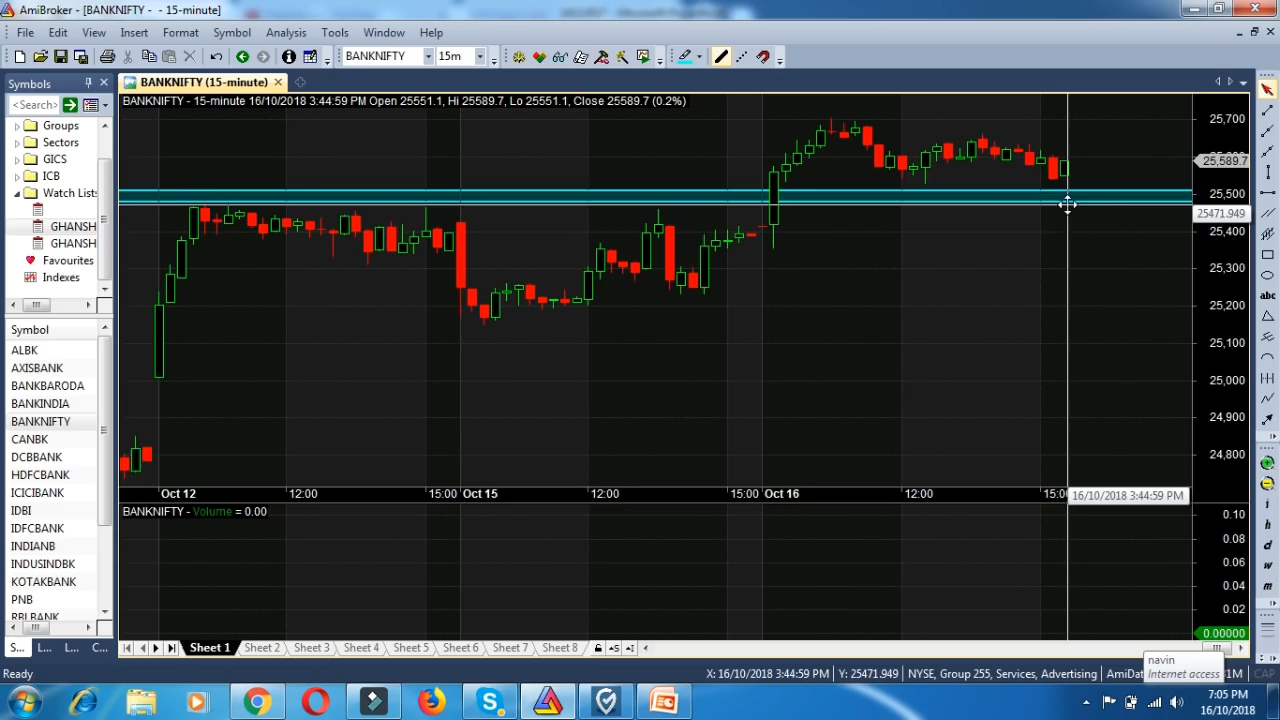 AmiBroker - [BANKNIFTY - - 15-minute]
File Edit View Insert Format Symbol Analysis Tools Window Help
BANKNIFTY 15m
Symbols
BANKNIFTY (15-minute)
<Search>
BANKNIFTY - 15-minute 16/10/2018 3:44:59 PM Open 25551.1, Hi 25589.7, Lo 25551.1, Close 25589.7 (0.2%)
Groups
Sectors
GICS
ICB
Watch Lists
GHANSH
GHANSH
Favourites
Indexes
25,700
25,589.7
25,500
25471.949
25,400
25,300
25,200
25,100
25,000
24,900
24,800
Symbol
ALBK
AXISBANK
BANKBARODA
BANKINDIA
BANKNIFTY
CANBK
DCBBANK
HDFCBANK
ICICIBANK
IDBI
IDFCBANK
INDIANB
INDUSINDBK
KOTAKBANK
PNB
RBLBANK
Oct 12 12:00 15:00 Oct 15 12:00 15:00 Oct 16 12:00 15:00
16/10/2018 3:44:59 PM
BANKNIFTY - Volume = 0.00
0.10
0.08
0.06
0.04
0.02
0.00000
abc
i
h
d
w
m
S... L... L... C...
Sheet 1 Sheet 2 Sheet 3 Sheet 4 Sheet 5 Sheet 6 Sheet 7 Sheet 8
navin
Internet access
Ready
X: 16/10/2018 3:44:59 PM Y: 25471.949 NYSE, Group 255, Services, Advertising AmiDat 1M CAP
7:05 PM
16/10/2018